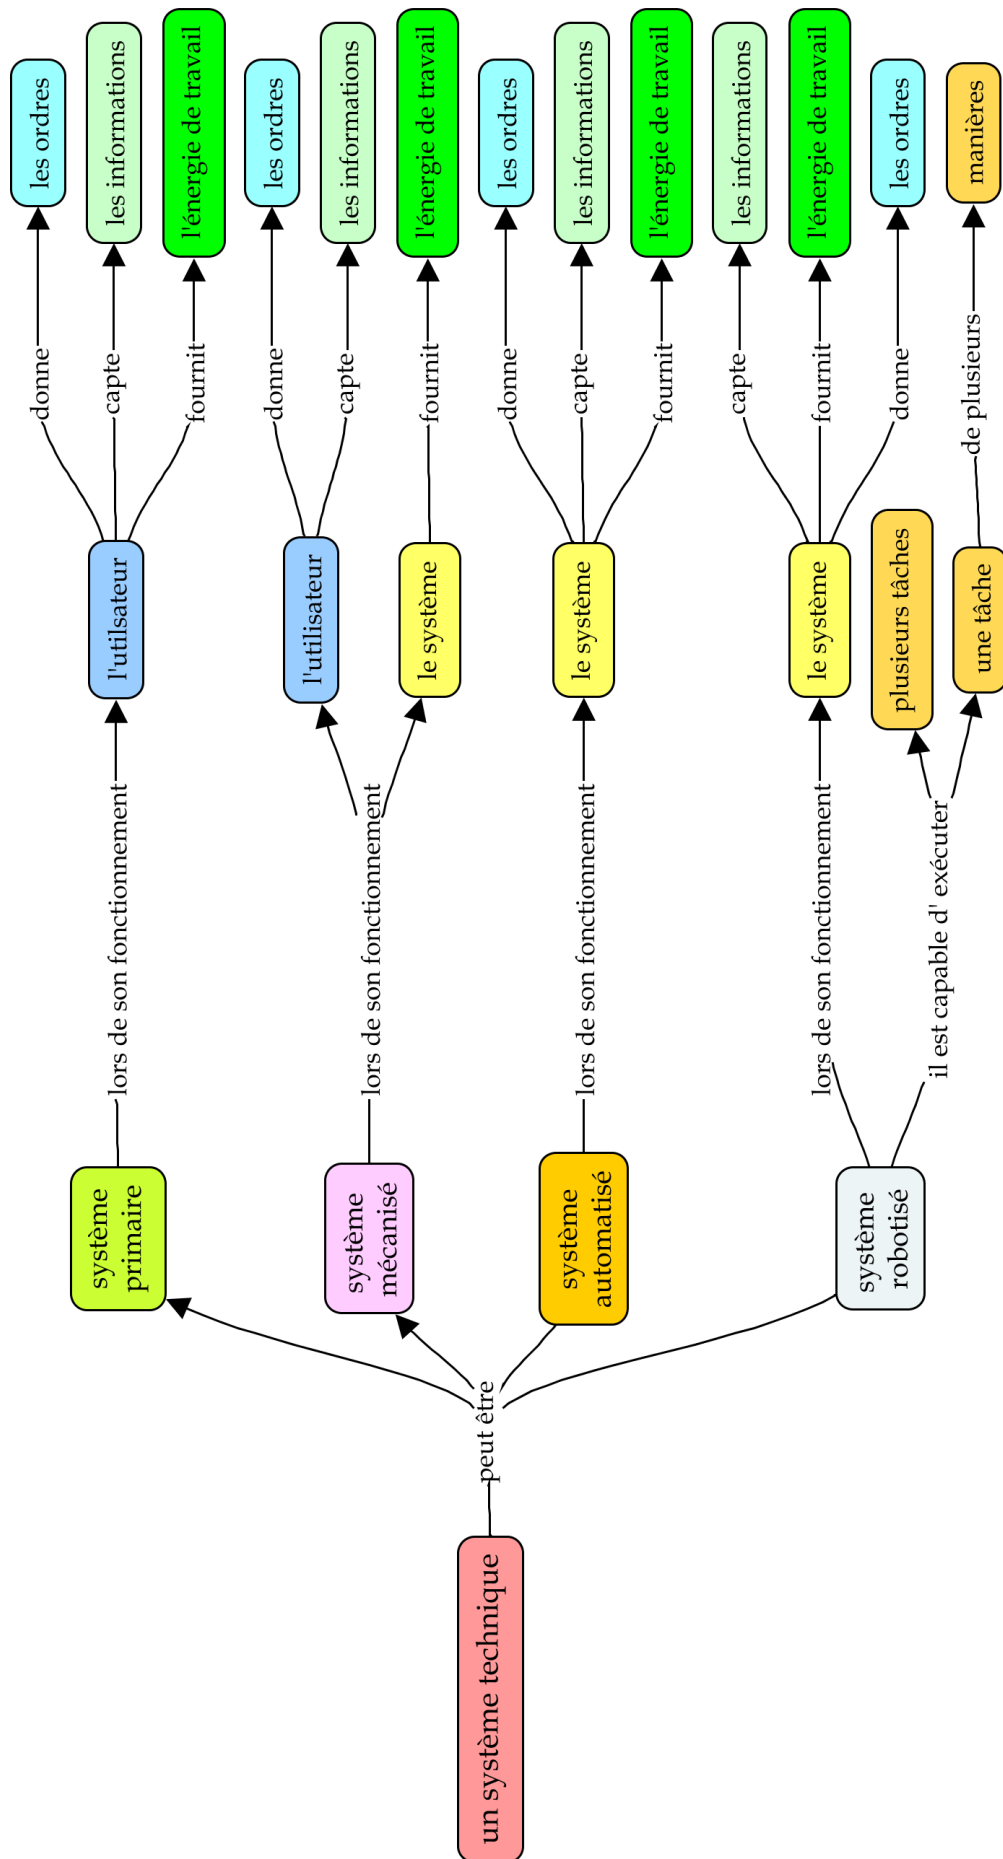 un système technique
peut être
système
primaire
lors de son fonctionnement
l'utilsateur
donne
les ordres
capte
les informations
fournit
l'énergie de travail
système
mécanisé
lors de son fonctionnement
l'utilisateur
donne
les ordres
capte
les informations
le système
fournit
l'énergie de travail
système
automatisé
lors de son fonctionnement
le système
donne
les ordres
capte
les informations
fournit
l'énergie de travail
système
robotisé
lors de son fonctionnement
le système
capte
les informations
fournit
l'énergie de travail
donne
les ordres
il est capable d' exécuter
plusieurs tâches
une tâche
de plusieurs
manières